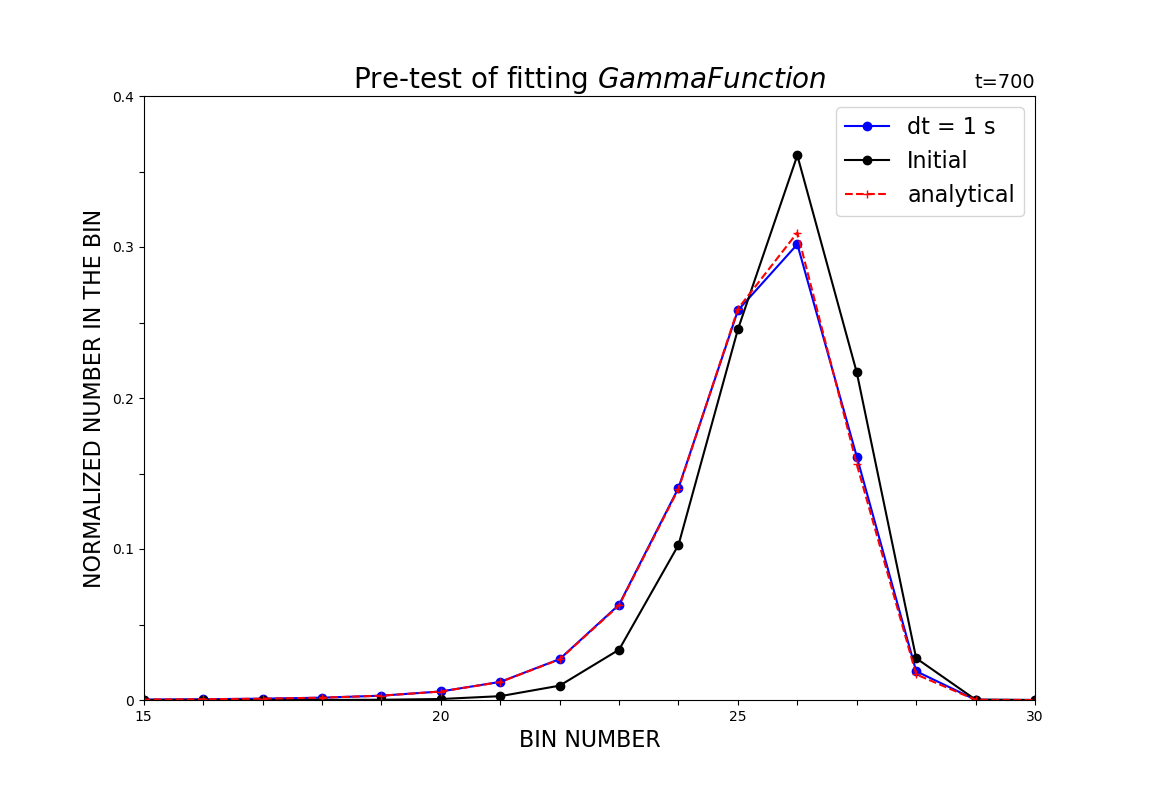 Pre-test of fitting GammaFunction
t=700
dt = 1 s
Initial
analytical
NORMALIZED NUMBER IN THE BIN
0.4
0.3
0.2
0.1
0
15 20 25 30
BIN NUMBER